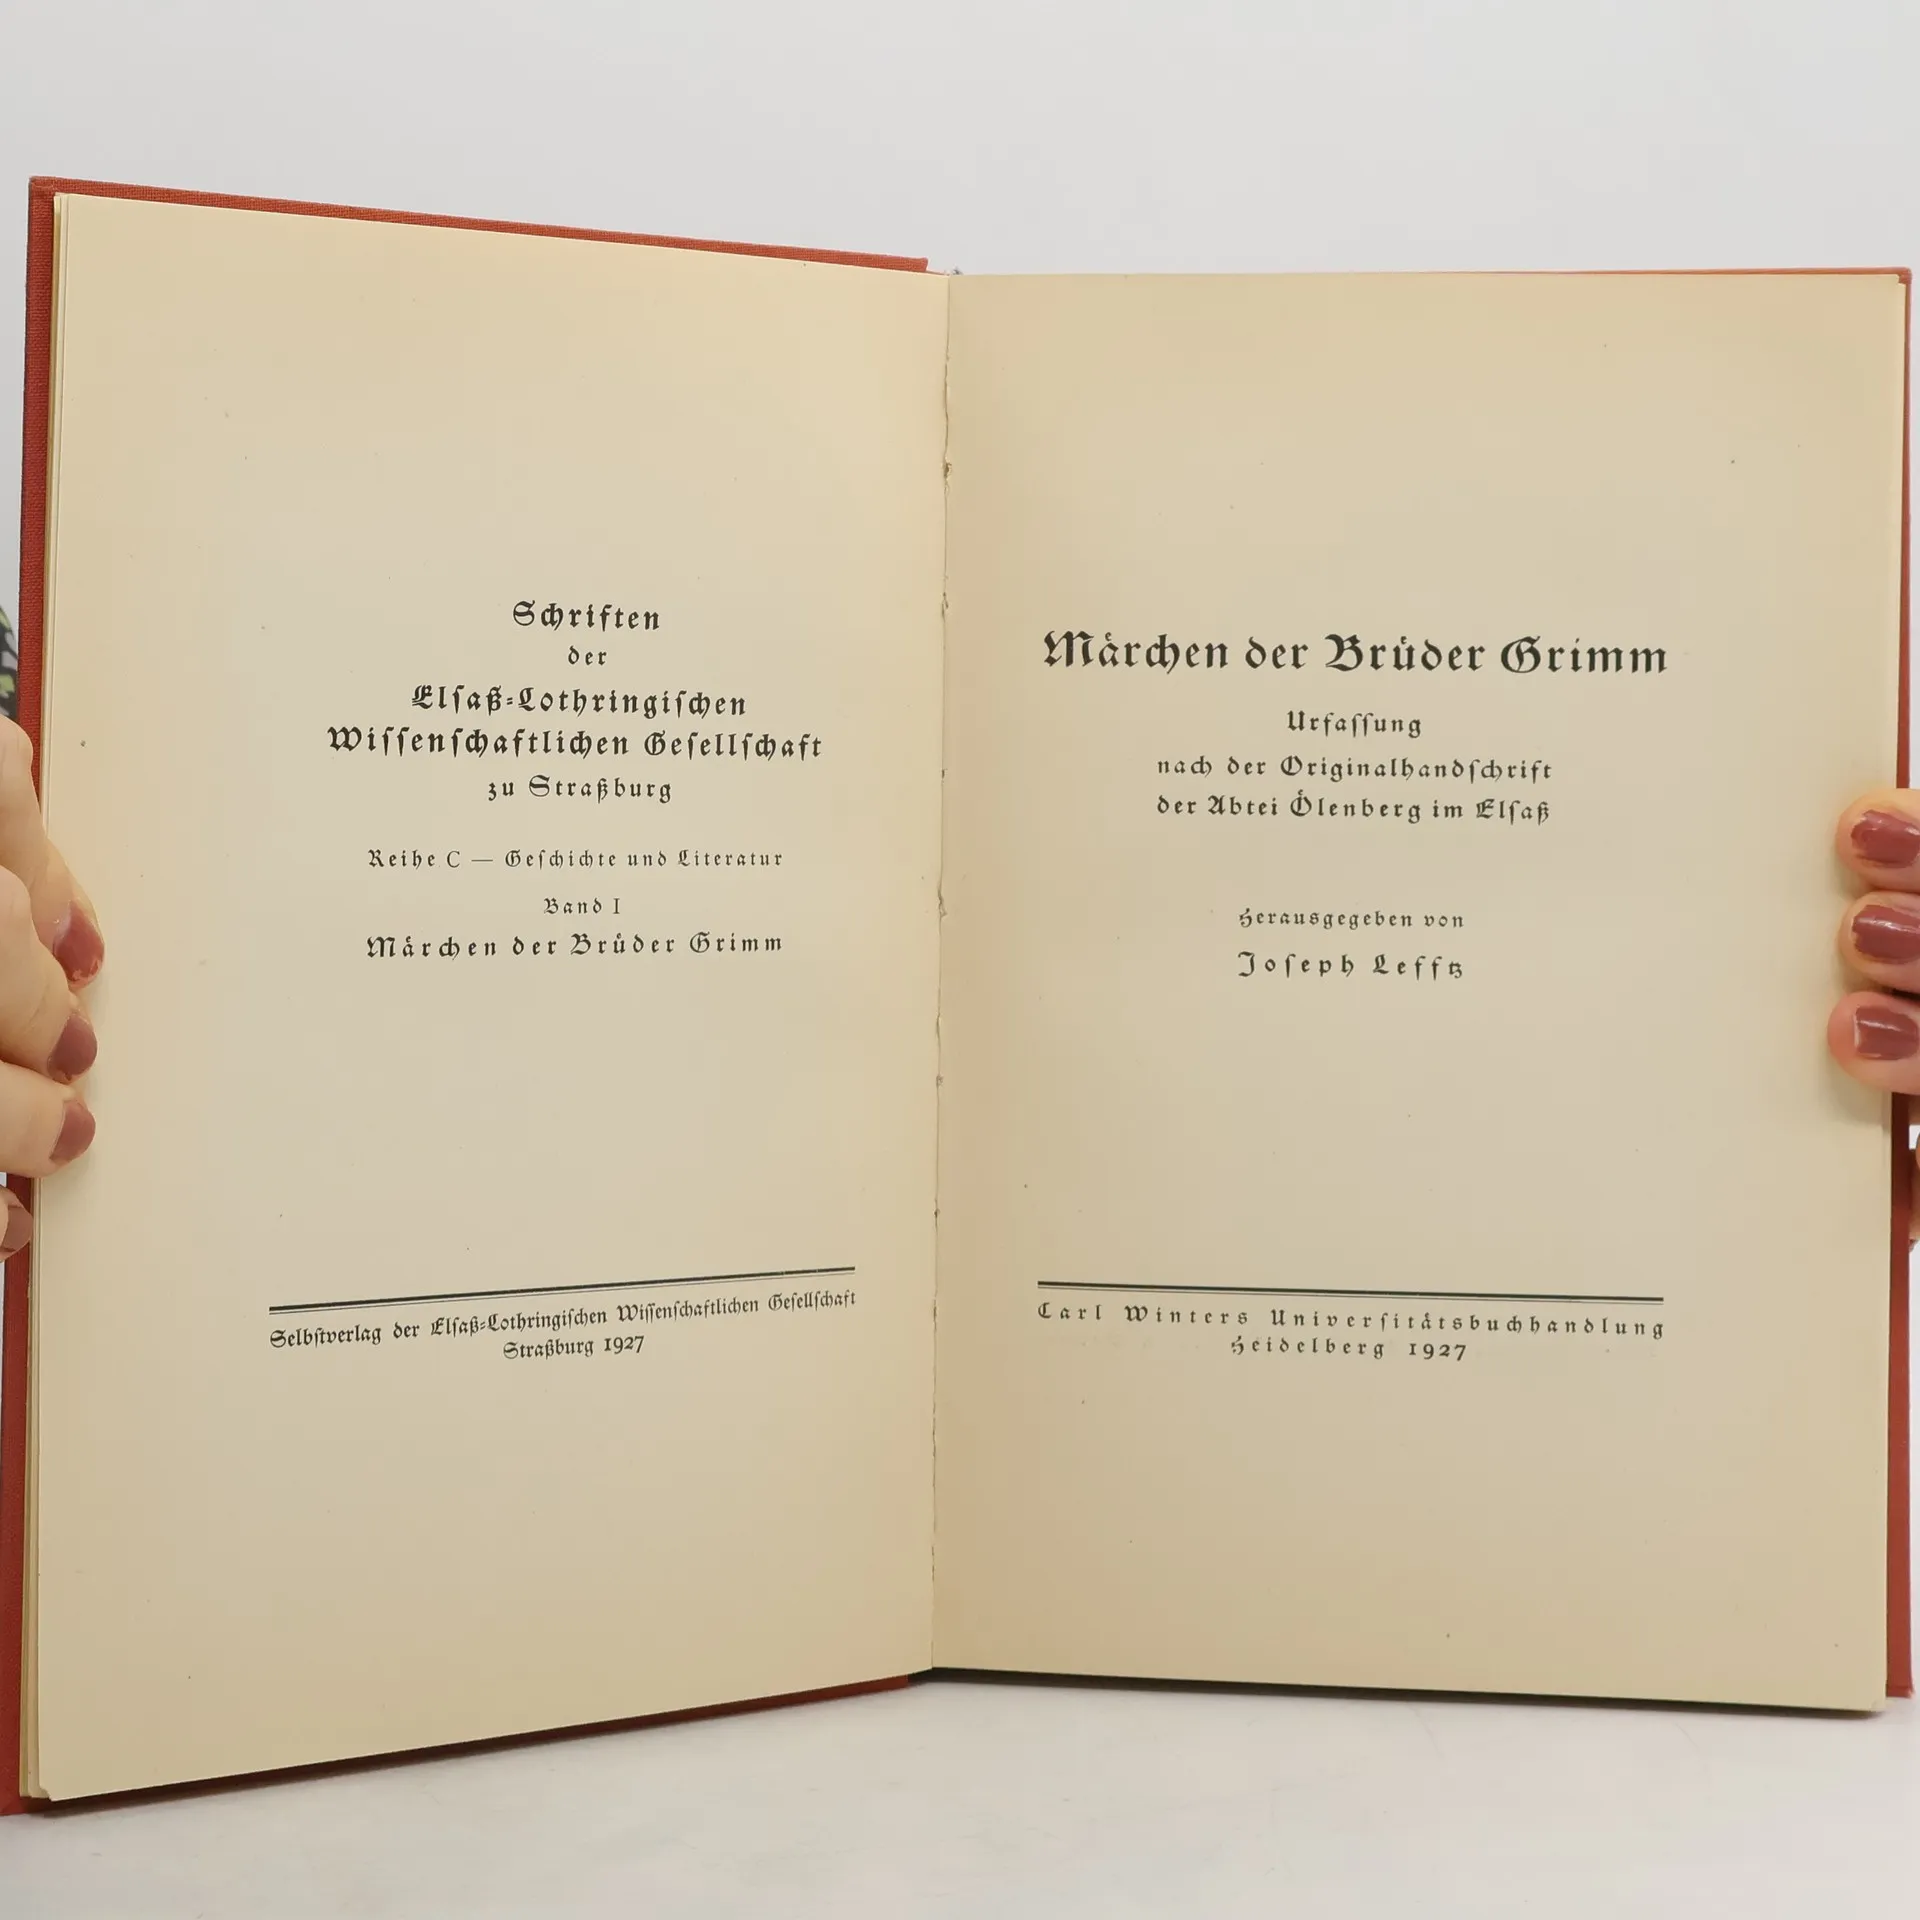 Schriften
der
Elſaß-Lothringiſchen
Wiſſenſchaftlichen Geſellſchaft
zu Straßburg
Reihe C — Geſchichte und Literatur
Band I
Märchen der Brüder Grimm
Selbſtverlag der Elſaß-Lothringiſchen Wiſſenſchaftlichen Geſellſchaft
Straßburg 1927
Märchen der Brüder Grimm
Urfaſſung
nach der Originalhandſchrift
der Abtei Ölenberg im Elſaß
Herausgegeben von
Joſeph Lefftz
Carl Winters Univerſitätsbuchhandlung
Heidelberg 1927